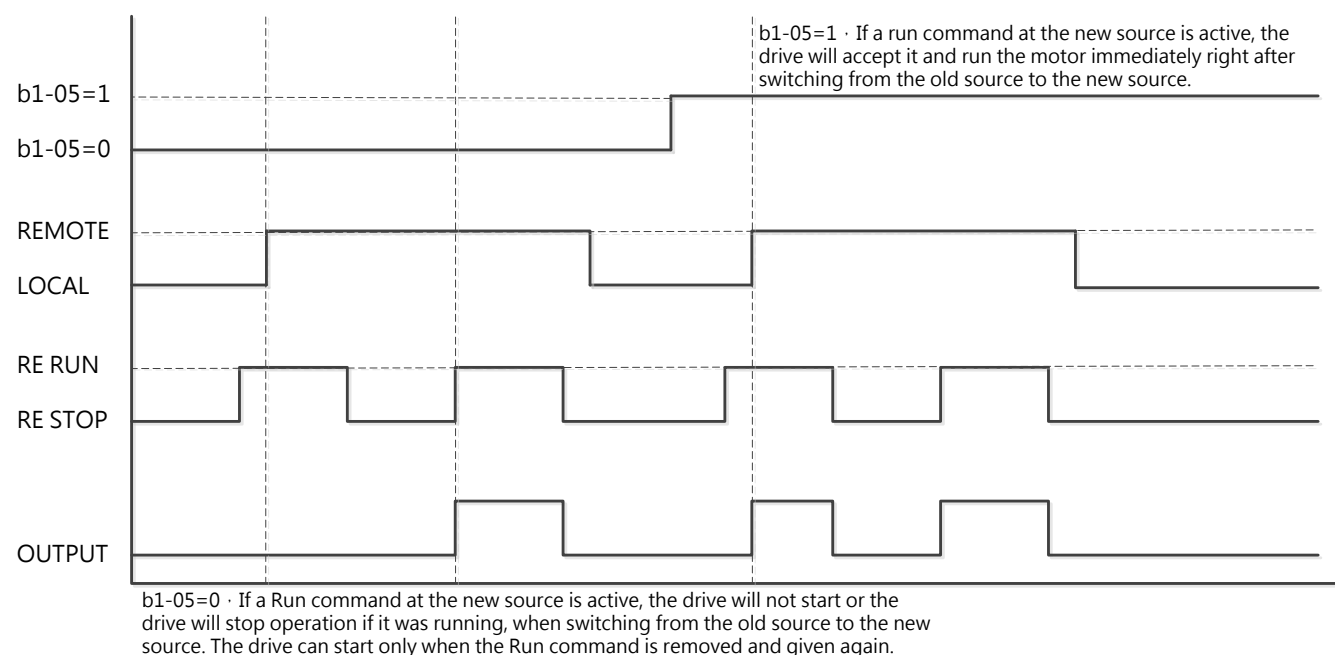 b1-05=1 · If a run command at the new source is active, the
drive will accept it and run the motor immediately right after
switching from the old source to the new source.
b1-05=1
b1-05=0
REMOTE
LOCAL
RE RUN
RE STOP
OUTPUT
b1-05=0 · If a Run command at the new source is active, the drive will not start or the
drive will stop operation if it was running, when switching from the old source to the new
source. The drive can start only when the Run command is removed and given again.